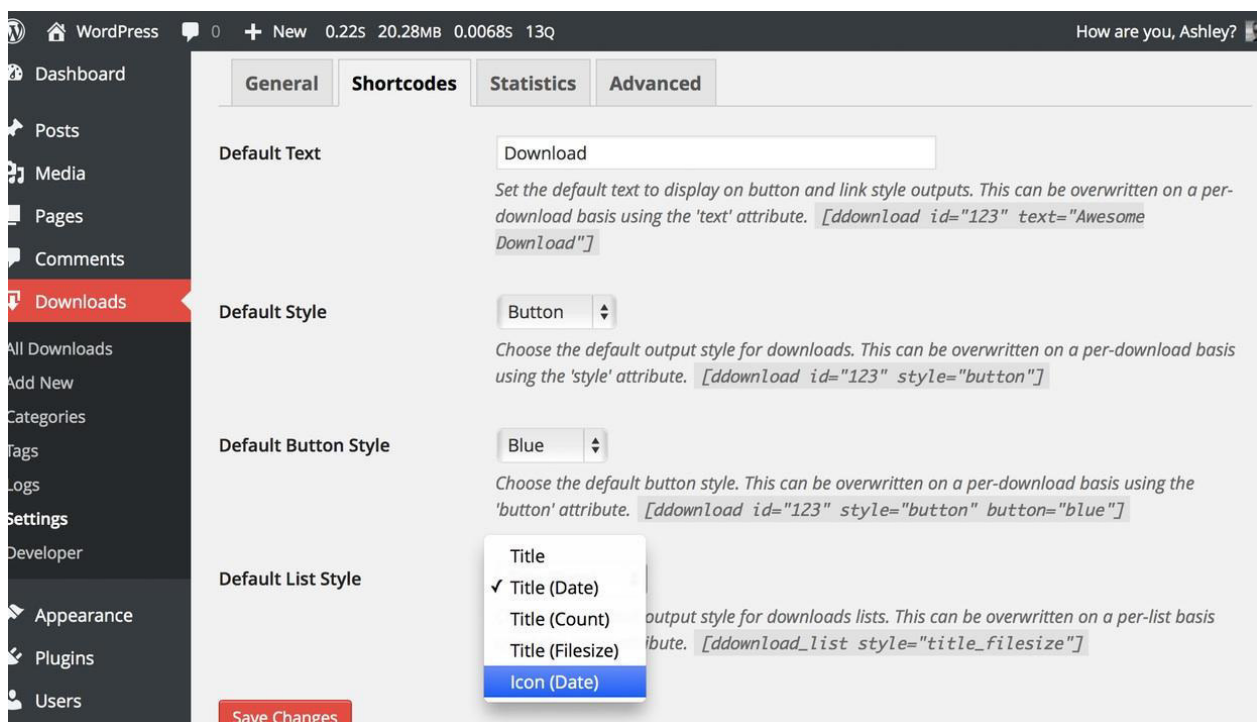 WordPress 0 New 0.22s 20.28MB 0.0068s 13Q How are you, Ashley?
Dashboard
Posts
Media
Pages
Comments
Downloads
All Downloads
Add New
Categories
Tags
Logs
Settings
Developer
Appearance
Plugins
Users
General Shortcodes Statistics Advanced
Default Text
Download
Set the default text to display on button and link style outputs. This can be overwritten on a per-
download basis using the 'text' attribute. [ddownload id="123" text="Awesome
Download"]
Default Style
Button
Choose the default output style for downloads. This can be overwritten on a per-download basis
using the 'style' attribute. [ddownload id="123" style="button"]
Default Button Style
Blue
Choose the default button style. This can be overwritten on a per-download basis using the
'button' attribute. [ddownload id="123" style="button" button="blue"]
Default List Style
Title
✓ Title (Date)
Title (Count)
Title (Filesize)
Icon (Date)
output style for downloads lists. This can be overwritten on a per-list basis
[ddownload_list style="title_filesize"]
Save Changes